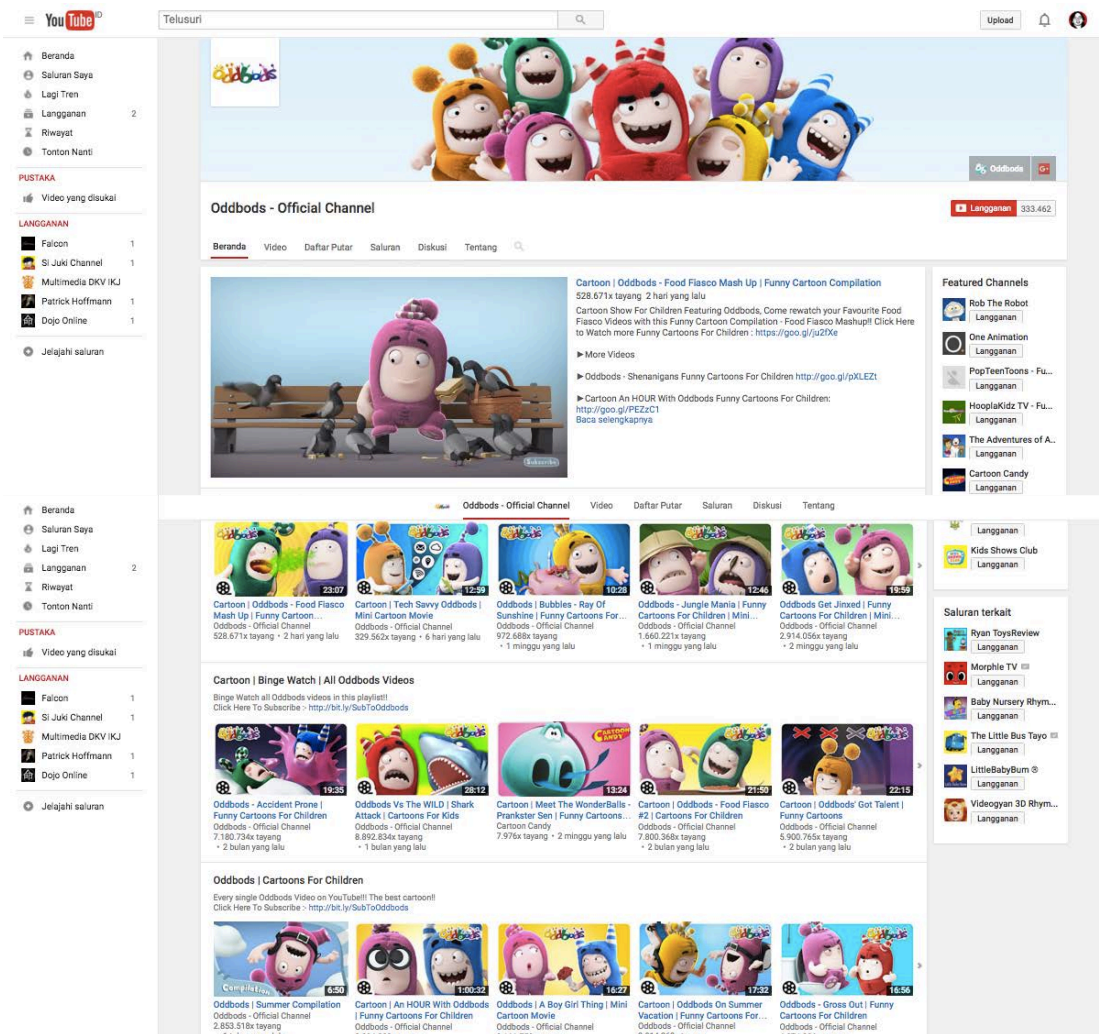 YouTube ID
Telusuri
Upload
Beranda
Saluran Saya
Lagi Tren
Langganan 2
Riwayat
Tonton Nanti
PUSTAKA
Video yang disukai
LANGGANAN
Falcon 1
Si Juki Channel 1
Multimedia DKV IKJ
Patrick Hoffmann 1
Dojo Online 1
Jelajahi saluran
Oddbods
Oddbods
Oddbods - Official Channel
Langganan 333.462
Beranda Video Daftar Putar Saluran Diskusi Tentang
Subscribe
Cartoon | Oddbods - Food Fiasco Mash Up | Funny Cartoon Compilation
528.671x tayang 2 hari yang lalu
Cartoon Show For Children Featuring Oddbods, Come rewatch your Favourite Food
Fiasco Videos with this Funny Cartoon Compilation - Food Fiasco Mashup!! Click Here
to Watch more Funny Cartoons For Children : https://goo.gl/ju2fXe
►More Videos
►Oddbods - Shenanigans Funny Cartoons For Children http://goo.gl/pXLEZt
►Cartoon An HOUR With Oddbods Funny Cartoons For Children:
http://goo.gl/PEZzC1
Baca selengkapnya
Featured Channels
Rob The Robot
Langganan
One Animation
Langganan
PopTeenToons - Fu...
Langganan
HooplaKidz TV - Fu...
Langganan
The Adventures of A..
Langganan
Cartoon Candy
Langganan
Beranda
Saluran Saya
Lagi Tren
Langganan 2
Riwayat
Tonton Nanti
PUSTAKA
Video yang disukai
LANGGANAN
Falcon 1
Si Juki Channel 1
Multimedia DKV IKJ
Patrick Hoffmann 1
Dojo Online 1
Jelajahi saluran
Oddbods - Official Channel Video Daftar Putar Saluran Diskusi Tentang
23:07
Cartoon | Oddbods - Food Fiasco
Mash Up | Funny Cartoon...
Oddbods - Official Channel
528.671x tayang • 2 hari yang lalu
12:59
Cartoon | Tech Savvy Oddbods |
Mini Cartoon Movie
Oddbods - Official Channel
329.562x tayang • 6 hari yang lalu
10:28
Oddbods | Bubbles - Ray Of
Sunshine | Funny Cartoons For...
Oddbods - Official Channel
972.688x tayang
• 1 minggu yang lalu
12:46
Oddbods - Jungle Mania | Funny
Cartoons For Children | Mini...
Oddbods - Official Channel
1.660.221x tayang
• 1 minggu yang lalu
19:59
Oddbods Get Jinxed | Funny
Cartoons For Children | Mini...
Oddbods - Official Channel
2.914.056x tayang
• 2 minggu yang lalu
Cartoon | Binge Watch | All Oddbods Videos
Binge Watch all Oddbods videos in this playlist!!
Click Here To Subscribe :- http://bit.ly/SubToOddbods
19:35
Oddbods - Accident Prone |
Funny Cartoons For Children
Oddbods - Official Channel
7.180.734x tayang
• 2 bulan yang lalu
28:12
Oddbods Vs The WILD | Shark
Attack | Cartoons For Kids
Oddbods - Official Channel
8.892.834x tayang
• 1 bulan yang lalu
CARTOON CANDY
13:24
Cartoon | Meet The WonderBalls -
Prankster Sen | Funny Cartoons...
Cartoon Candy
7.976x tayang • 2 minggu yang lalu
21:50
Cartoon | Oddbods - Food Fiasco
#2 | Cartoons For Children
Oddbods - Official Channel
7.800.368x tayang
• 2 bulan yang lalu
22:15
Cartoon | Oddbods' Got Talent |
Funny Cartoons
Oddbods - Official Channel
5.900.765x tayang
• 2 bulan yang lalu
Oddbods | Cartoons For Children
Every single Oddbods Video on YouTube!!! The best cartoon!!
Click Here To Subscribe :- http://bit.ly/SubToOddbods
Compilation
6:50
Oddbods | Summer Compilation
Oddbods - Official Channel
2.853.518x tayang
1:00:32
Cartoon | An HOUR With Oddbods
| Funny Cartoons For Children
Oddbods - Official Channel
16:27
Oddbods | A Boy Girl Thing | Mini
Cartoon Movie
Oddbods - Official Channel
17:32
Cartoon | Oddbods On Summer
Vacation | Funny Cartoons For...
Oddbods - Official Channel
16:56
Oddbods - Gross Out | Funny
Cartoons For Children
Oddbods - Official Channel
Langganan
Kids Shows Club
Langganan
Saluran terkait
Ryan ToysReview
Langganan
Morphle TV
Langganan
Baby Nursery Rhym...
Langganan
The Little Bus Tayo
Langganan
LittleBabyBum ®
Langganan
Videogyan 3D Rhym...
Langganan